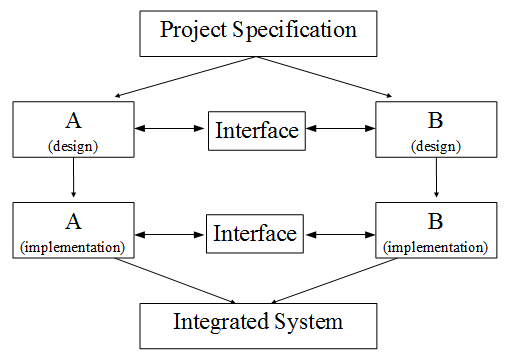 Project Specification
A
(design)
Interface
B
(design)
A
(implementation)
Interface
B
(implementation)
Integrated System